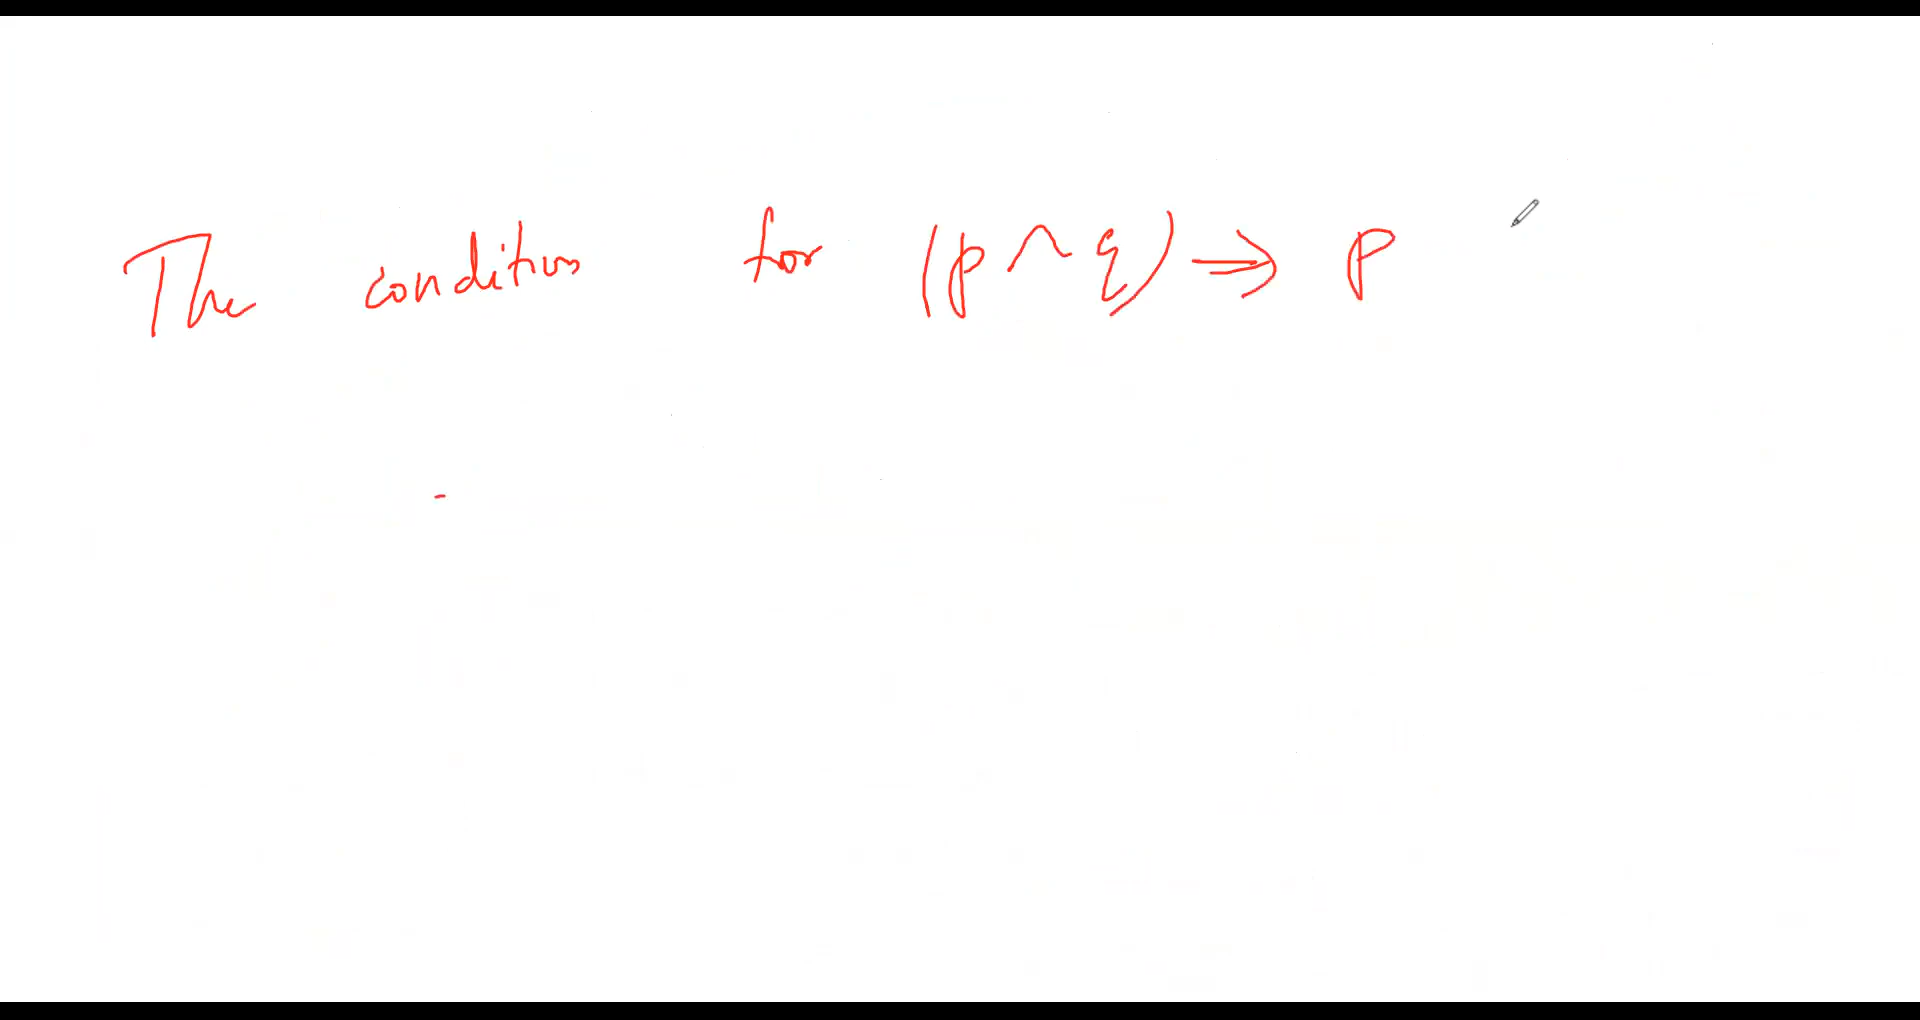 The condition for (p ∧ q) ⇒ p